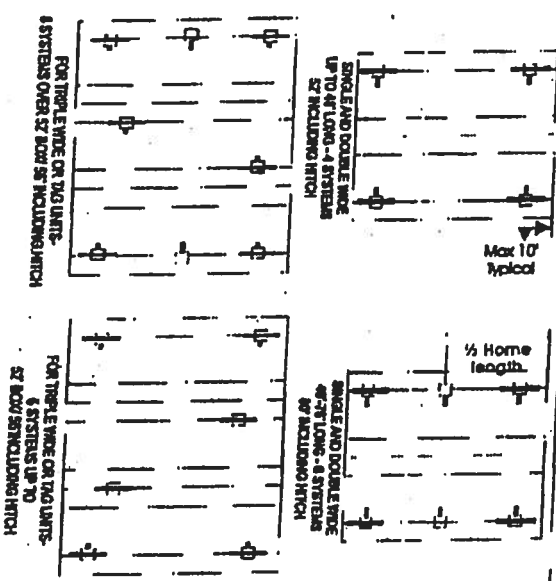 SINGLE AND DOUBLE WIDE
UP TO 48' LONG - 4 SYSTEMS
52' INCLUDING HITCH
Max 10'
Typical
FOR TRIPLE WIDE OR TAG UNITS-
8 SYSTEMS OVER 52' BOX/ 56' INCLUDING HITCH
½ Home
length
SINGLE AND DOUBLE WIDE
LONG - 6 SYSTEMS
80' INCLUDING HITCH
FOR TRIPLE WIDE OR TAG UNITS-
6 SYSTEMS UP TO
52' BOX/ 56' INCLUDING HITCH